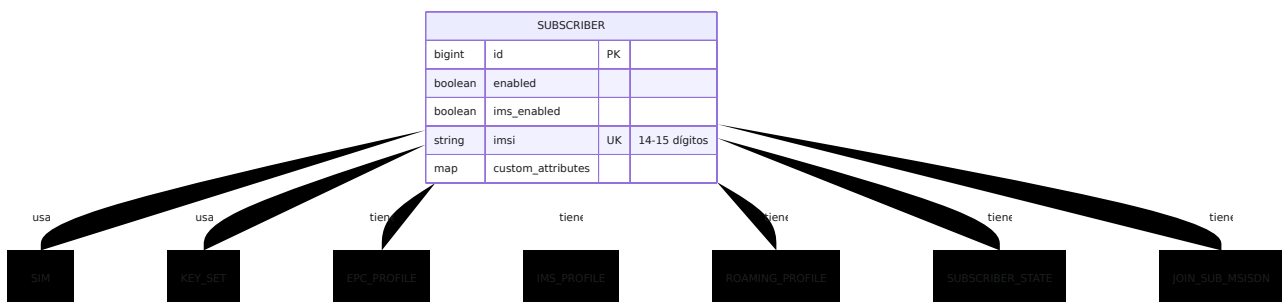 SUBSCRIBER
bigint id PK
boolean enabled
boolean ims_enabled
string imsi UK 14-15 dígitos
map custom_attributes
usa usa tiene tiene tiene tiene tiene
SIM KEY_SET EPC_PROFILE IMS_PROFILE ROAMING_PROFILE SUBSCRIBER_STATE JOIN_SUB_MSISDN